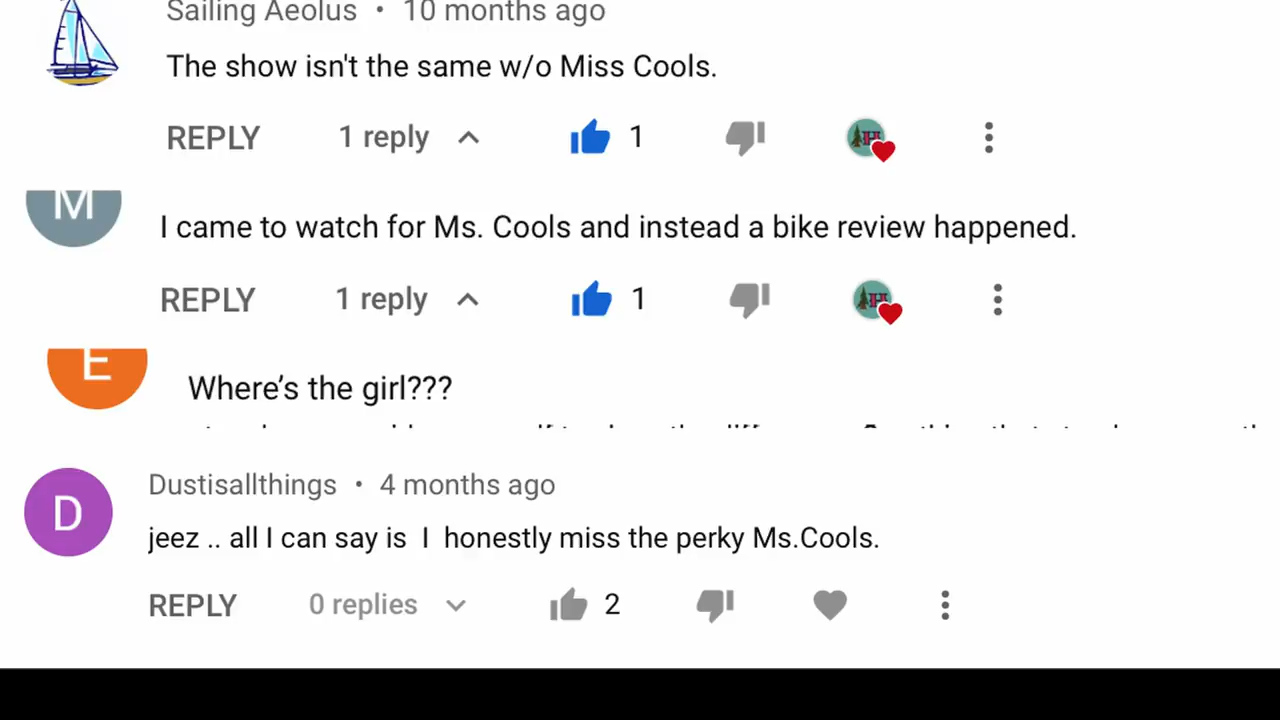 Sailing Aeolus • 10 months ago
The show isn't the same w/o Miss Cools.
REPLY 1 reply 1
H
M
I came to watch for Ms. Cools and instead a bike review happened.
REPLY 1 reply 1
H
E
Where's the girl???
D
Dustisallthings • 4 months ago
jeez .. all I can say is I honestly miss the perky Ms.Cools.
REPLY 0 replies 2